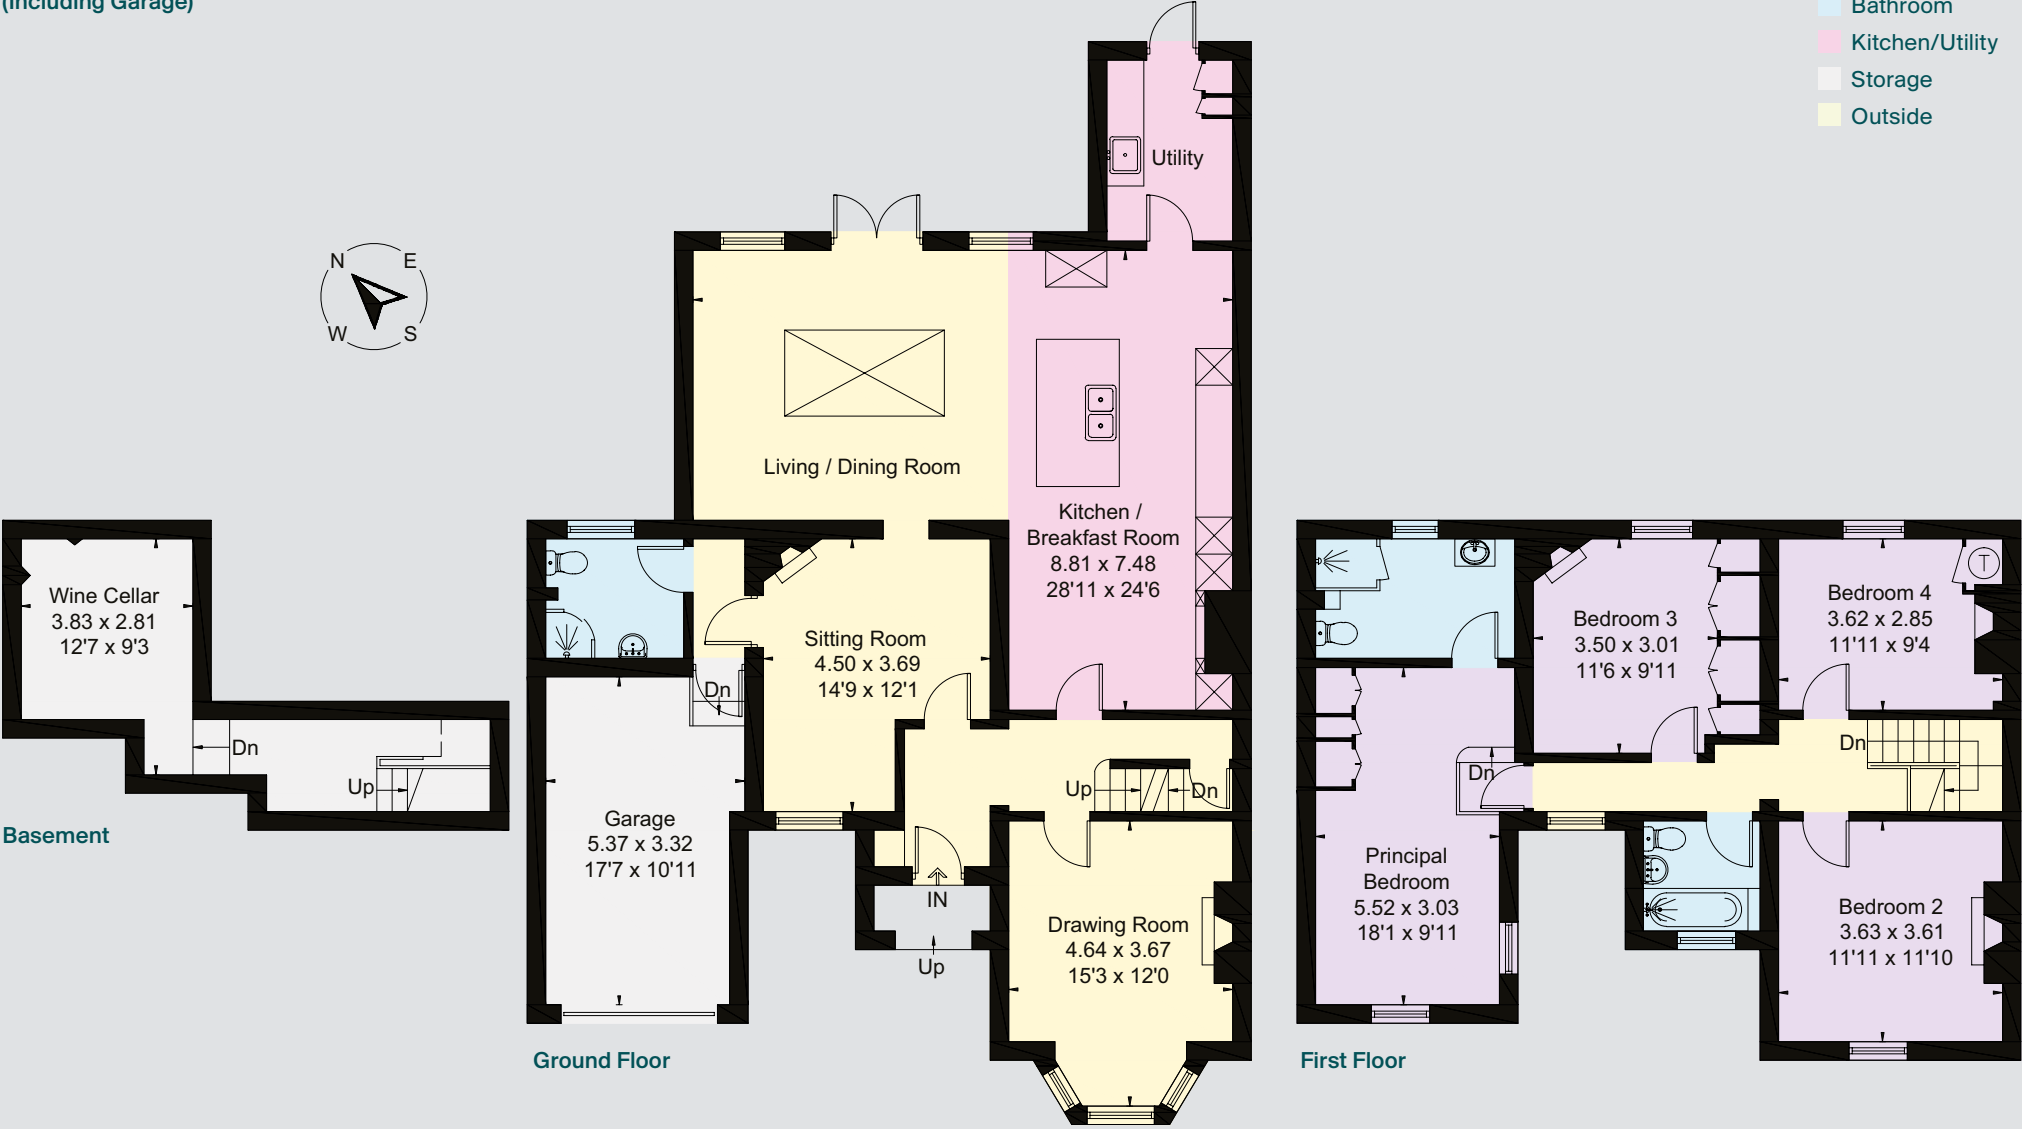 (Including Garage)
Bathroom
Kitchen/Utility
Storage
Outside
N
E
W
S
Utility
Living / Dining Room
Kitchen /
Breakfast Room
8.81 x 7.48
28'11 x 24'6
Sitting Room
4.50 x 3.69
14'9 x 12'1
Dn
Garage
5.37 x 3.32
17'7 x 10'11
Up
Dn
IN
Up
Drawing Room
4.64 x 3.67
15'3 x 12'0
Ground Floor
Wine Cellar
3.83 x 2.81
12'7 x 9'3
Dn
Up
Basement
Bedroom 3
3.50 x 3.01
11'6 x 9'11
Bedroom 4
3.62 x 2.85
11'11 x 9'4
T
Dn
Dn
Principal
Bedroom
5.52 x 3.03
18'1 x 9'11
Bedroom 2
3.63 x 3.61
11'11 x 11'10
First Floor